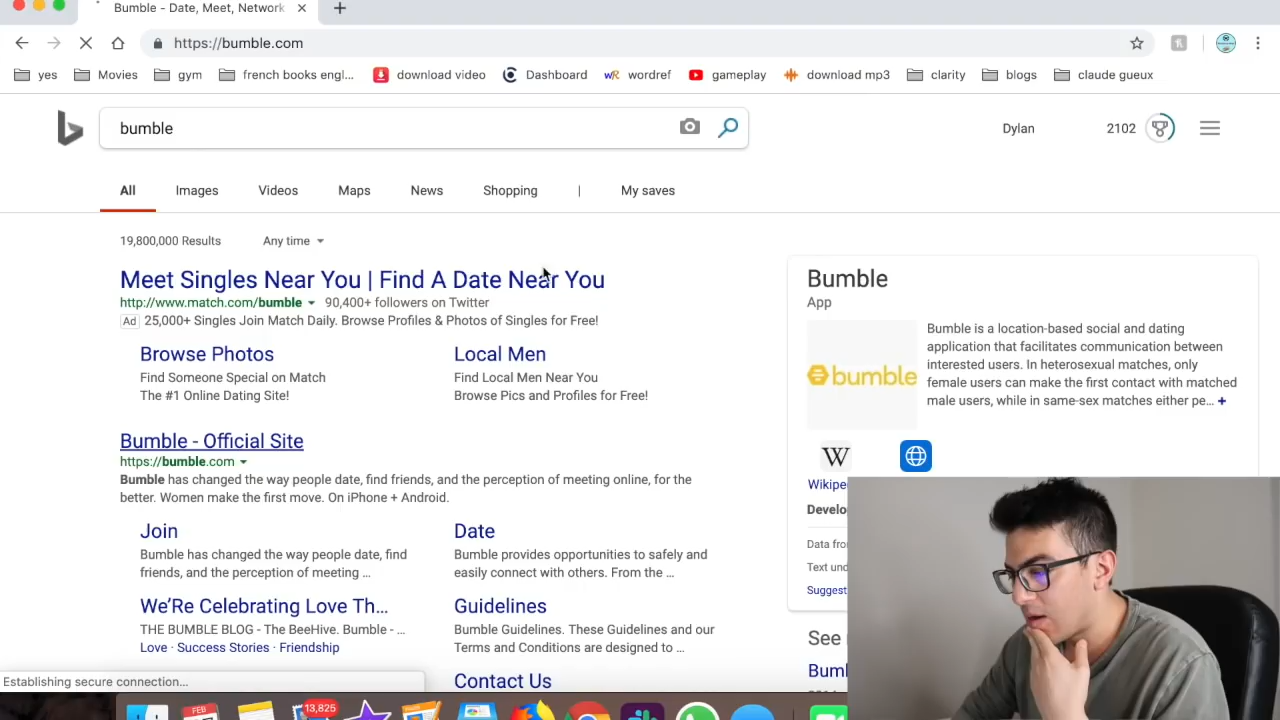 Bumble - Date, Meet, Network
https://bumble.com
yes
Movies
gym
french books engl...
download video
Dashboard
wR wordref
gameplay
download mp3
clarity
blogs
claude gueux
bumble
Dylan
2102
All
Images
Videos
Maps
News
Shopping
|
My saves
19,800,000 Results
Any time
Meet Singles Near You | Find A Date Near You
http://www.match.com/bumble
90,400+ followers on Twitter
Ad 25,000+ Singles Join Match Daily. Browse Profiles & Photos of Singles for Free!
Browse Photos
Find Someone Special on Match
The #1 Online Dating Site!
Local Men
Find Local Men Near You
Browse Pics and Profiles for Free!
Bumble - Official Site
https://bumble.com
Bumble has changed the way people date, find friends, and the perception of meeting online, for the
better. Women make the first move. On iPhone + Android.
Join
Bumble has changed the way people date, find
friends, and the perception of meeting ...
Date
Bumble provides opportunities to safely and
easily connect with others. From the ...
We'Re Celebrating Love Th...
THE BUMBLE BLOG - The BeeHive. Bumble - ...
Love · Success Stories · Friendship
Guidelines
Bumble Guidelines. These Guidelines and our
Terms and Conditions are designed to ...
Contact Us
Bumble
App
bumble
Bumble is a location-based social and dating
application that facilitates communication between
interested users. In heterosexual matches, only
female users can make the first contact with matched
male users, while in same-sex matches either pe... +
W
Wikipe
Develo
Data fro
Text und
Suggest
See
Bumb
Establishing secure connection...
13,825
FEB